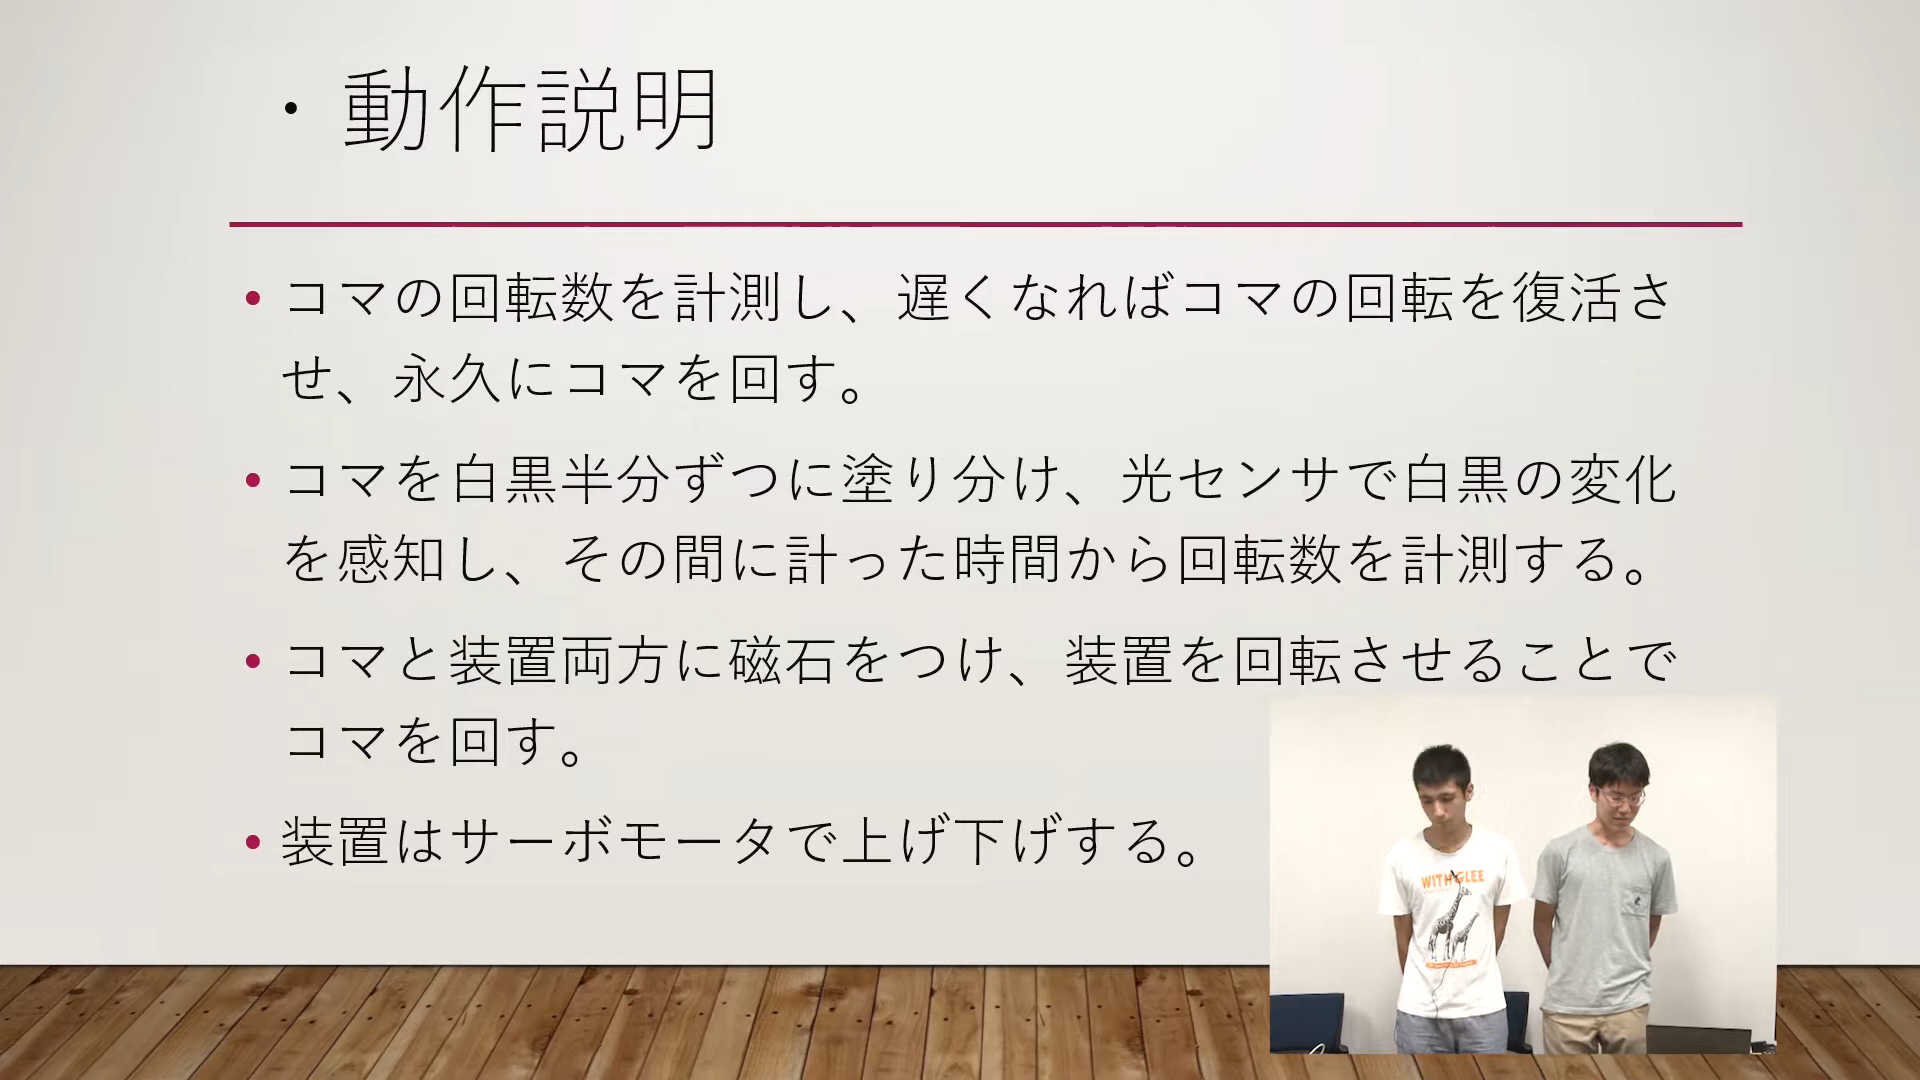 ・動作説明
• コマの回転数を計測し、遅くなればコマの回転を復活さ
せ、永久にコマを回す。
• コマを白黒半分ずつに塗り分け、光センサで白黒の変化
を感知し、その間に計った時間から回転数を計測する。
• コマと装置両方に磁石をつけ、装置を回転させることで
コマを回す。
• 装置はサーボモータで上げ下げする。
WITH GLEE